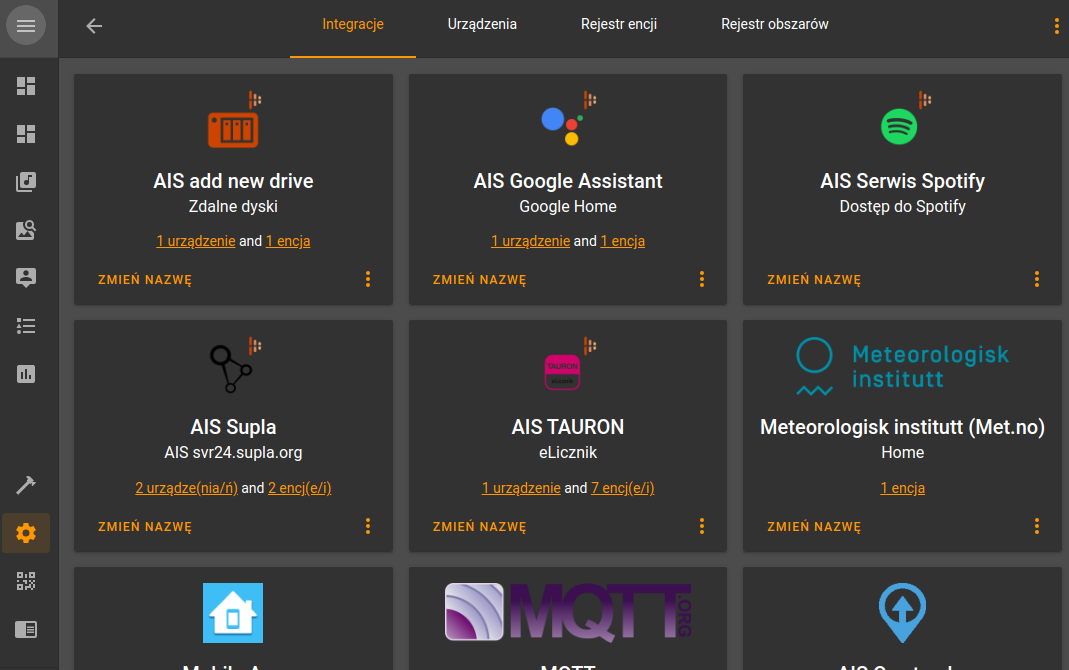 Integracje
Urządzenia
Rejestr encji
Rejestr obszarów
AIS add new drive
Zdalne dyski
1 urządzenie and 1 encja
ZMIEŃ NAZWĘ
AIS Google Assistant
Google Home
1 urządzenie and 1 encja
ZMIEŃ NAZWĘ
AIS Serwis Spotify
Dostęp do Spotify
ZMIEŃ NAZWĘ
AIS Supla
AIS svr24.supla.org
2 urządze(nia/ń) and 2 encj(e/i)
ZMIEŃ NAZWĘ
TAURON
eLicznik
AIS TAURON
eLicznik
1 urządzenie and 7 encj(e/i)
ZMIEŃ NAZWĘ
Meteorologisk
institutt
Meteorologisk institutt (Met.no)
Home
1 encja
ZMIEŃ NAZWĘ
MQTT.ORG
MQTT